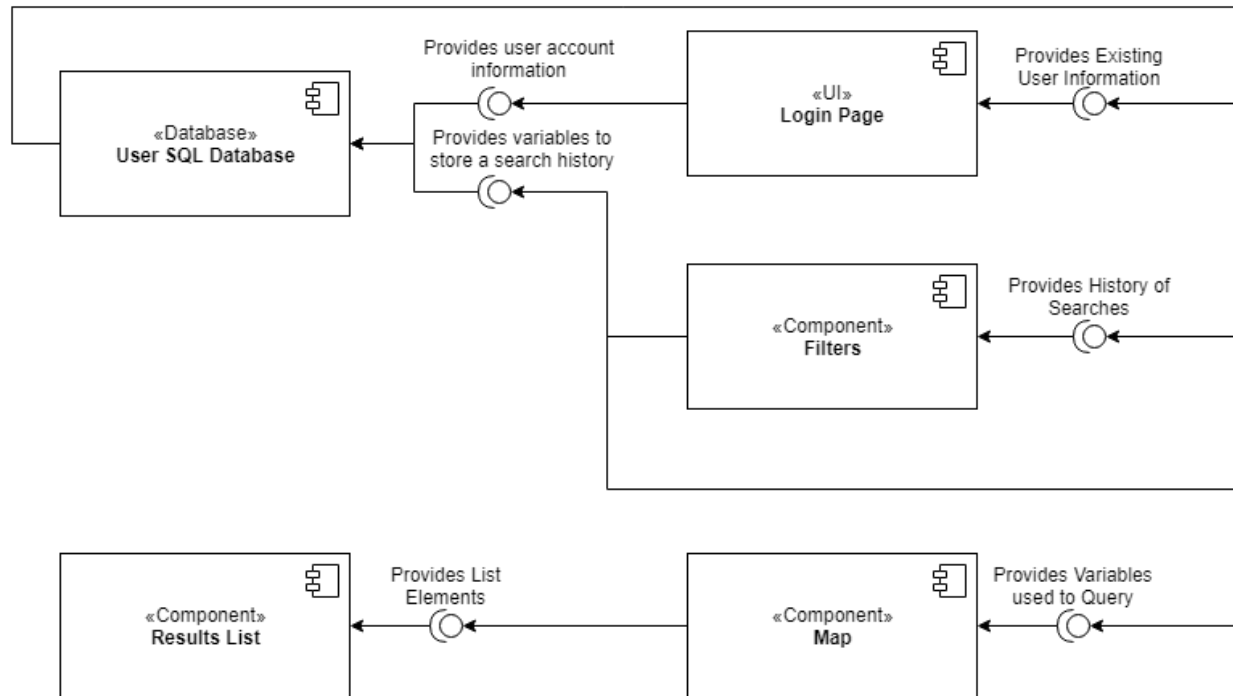 Provides user account
information
Provides Existing
User Information
«UI»
Login Page
«Database»
User SQL Database
Provides variables to
store a search history
Provides History of
Searches
«Component»
Filters
Provides List
Elements
Provides Variables
used to Query
«Component»
Results List
«Component»
Map